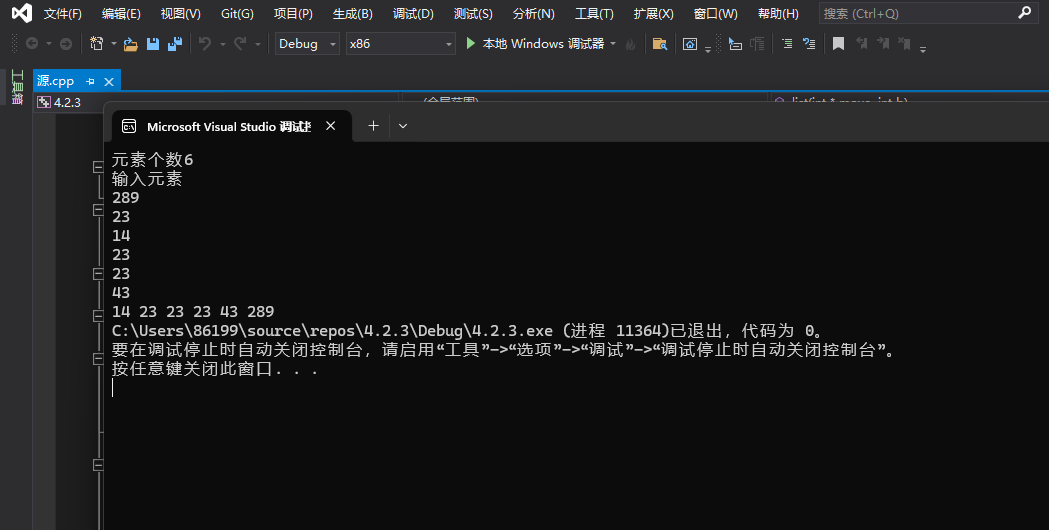 文件(F) 编辑(E) 视图(V) Git(G) 项目(P) 生成(B) 调试(D) 测试(S) 分析(N) 工具(T) 扩展(X) 窗口(W) 帮助(H) 搜索 (Ctrl+Q)
Debug x86 本地 Windows 调试器
工具箱
源.cpp
4.2.3
Microsoft Visual Studio 调试
元素个数6
输入元素
289
23
14
23
23
43
14 23 23 23 43 289
C:\Users\86199\source\repos\4.2.3\Debug\4.2.3.exe (进程 11364)已退出，代码为 0。
要在调试停止时自动关闭控制台，请启用“工具”->“选项”->“调试”->“调试停止时自动关闭控制台”。
按任意键关闭此窗口. . .